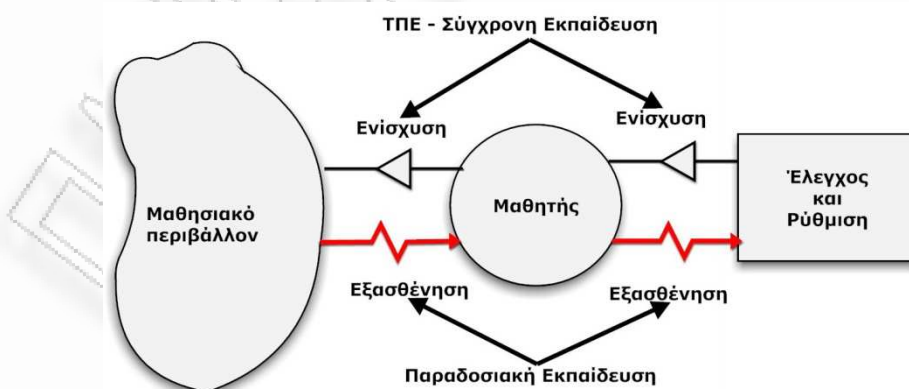 ΤΠΕ - Σύγχρονη Εκπαίδευση
Ενίσχυση
Ενίσχυση
Μαθησιακό
περιβάλλον
Μαθητής
Έλεγχος
και
Ρύθμιση
Εξασθένηση
Εξασθένηση
Παραδοσιακή Εκπαίδευση